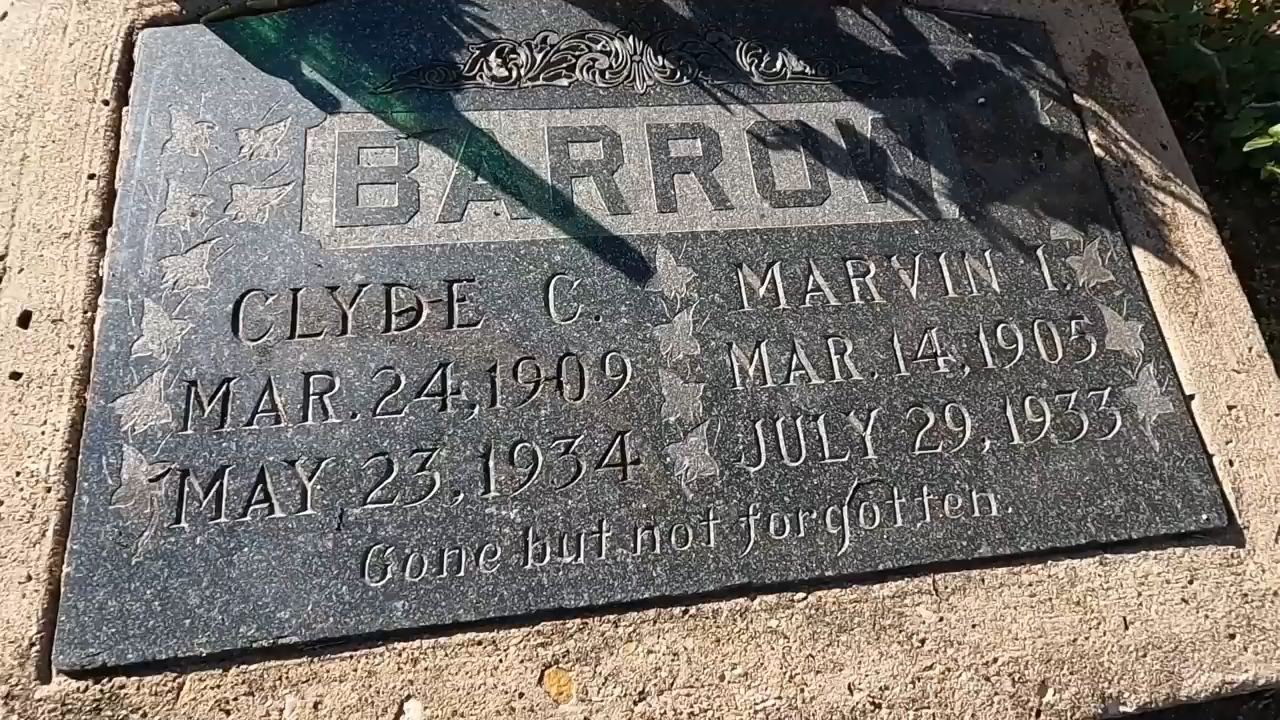 BARROW
CLYDE C.
MAR. 24, 1909
MAY 23, 1934
MARVIN I.
MAR. 14, 1905
JULY 29, 1933
Gone but not forgotten.